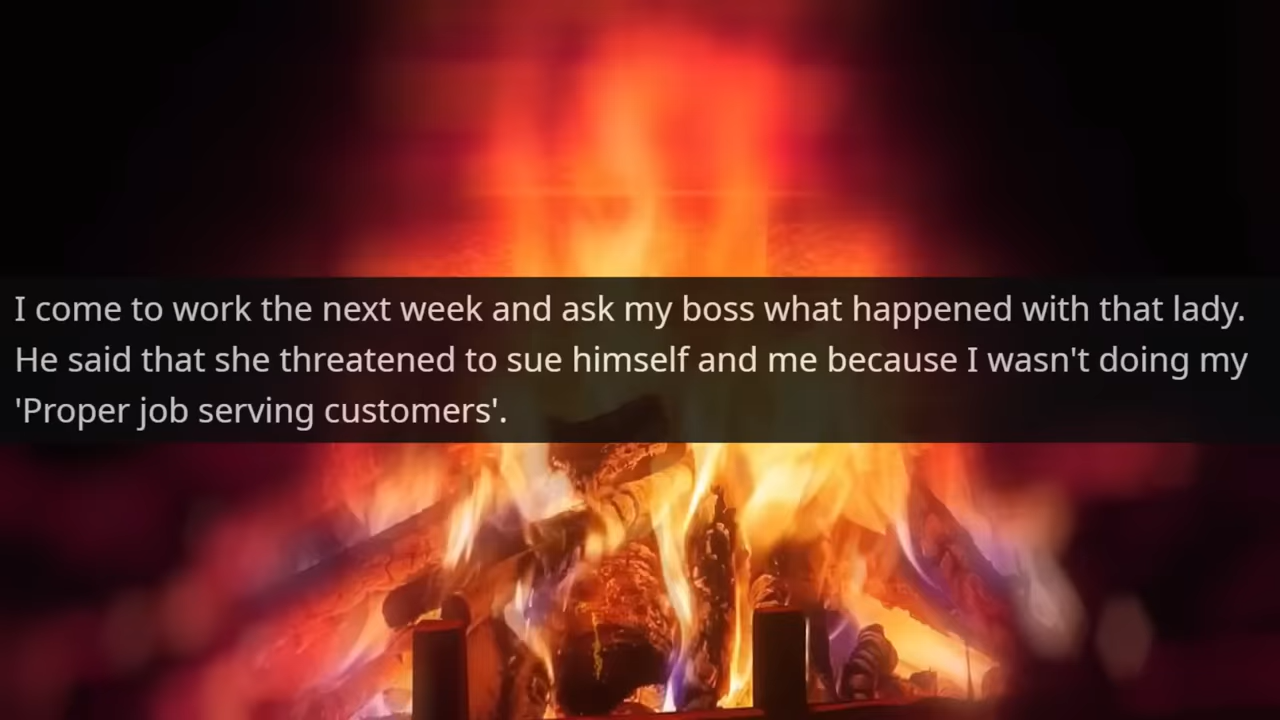 I come to work the next week and ask my boss what happened with that lady.
He said that she threatened to sue himself and me because I wasn't doing my
'Proper job serving customers'.